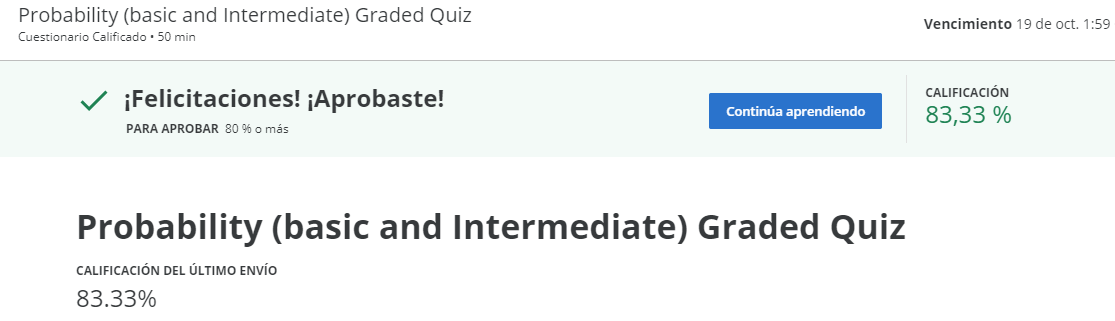 Probability (basic and Intermediate) Graded Quiz
Cuestionario Calificado • 50 min
Vencimiento 19 de oct. 1:59
¡Felicitaciones! ¡Aprobaste!
PARA APROBAR 80 % o más
Continúa aprendiendo
CALIFICACIÓN
83,33 %
Probability (basic and Intermediate) Graded Quiz
CALIFICACIÓN DEL ÚLTIMO ENVÍO
83.33%